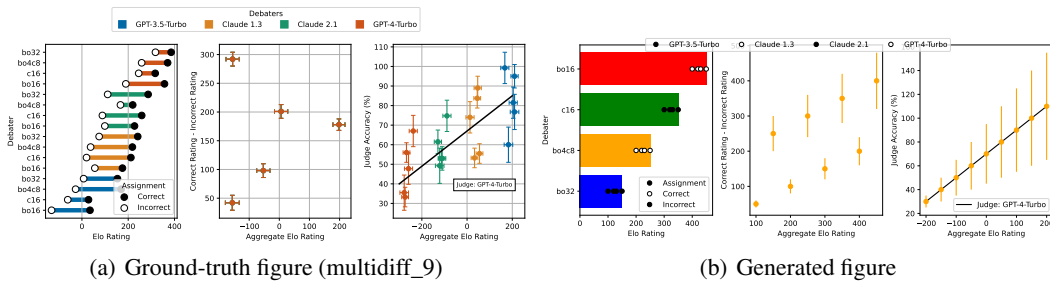 Debaters
GPT-3.5-Turbo Claude 1.3 Claude 2.1 GPT-4-Turbo
Debater
bo32
bo4c8
c16
bo16
bo32
bo4c8
c16
bo16
bo32
bo4c8
c16
bo16
bo32
bo4c8
c16
bo16
Assignment
Correct
Incorrect
0 200 400
Elo Rating
Correct Rating - Incorrect Rating
300
250
200
150
100
50
−200 0 200
Aggregate Elo Rating
Judge Accuracy (%)
110
100
90
80
70
60
50
40
30
Judge: GPT-4-Turbo
−200 0 200
Aggregate Elo Rating
GPT-3.5-Turbo Claude 1.3 Claude 2.1 GPT-4-Turbo
Debater
bo16
c16
bo4c8
bo32
Assignment
Correct
Incorrect
0 100 200 300 400
Elo Rating
Correct Rating - Incorrect Rating
400
300
200
100
100 200 300 400
Aggregate Elo Rating
Judge Accuracy (%)
140
120
100
80
60
40
20
Judge: GPT-4-Turbo
−200 −100 0 100 200
Aggregate Elo Rating
(a) Ground-truth figure (multidiff_9)
(b) Generated figure